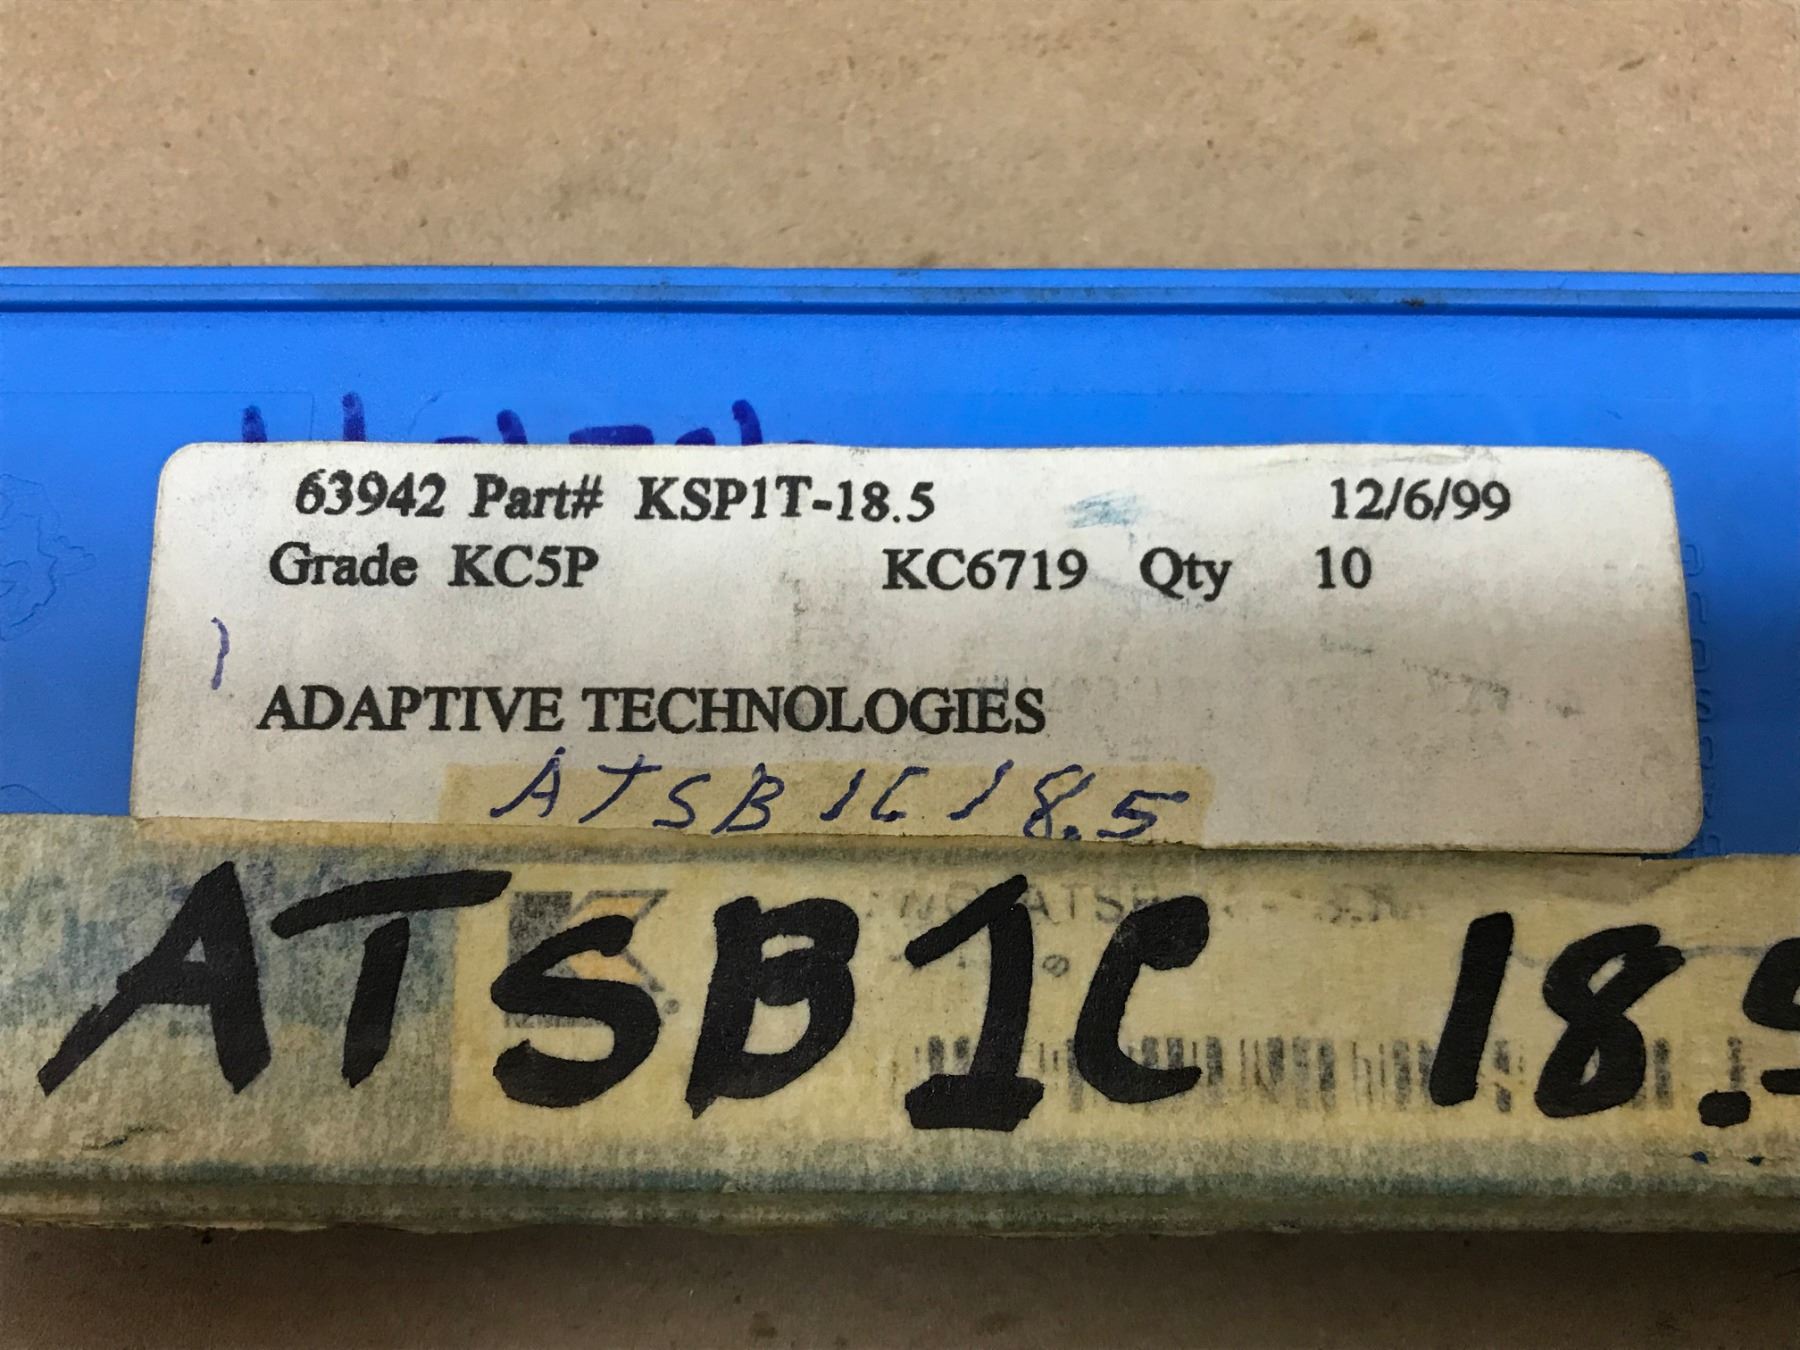 63942 Part# KSP1T-18.5 12/6/99
Grade KC5P KC6719 Qty 10
ADAPTIVE TECHNOLOGIES
ATSB1C18.5
ATSB1C 18.5